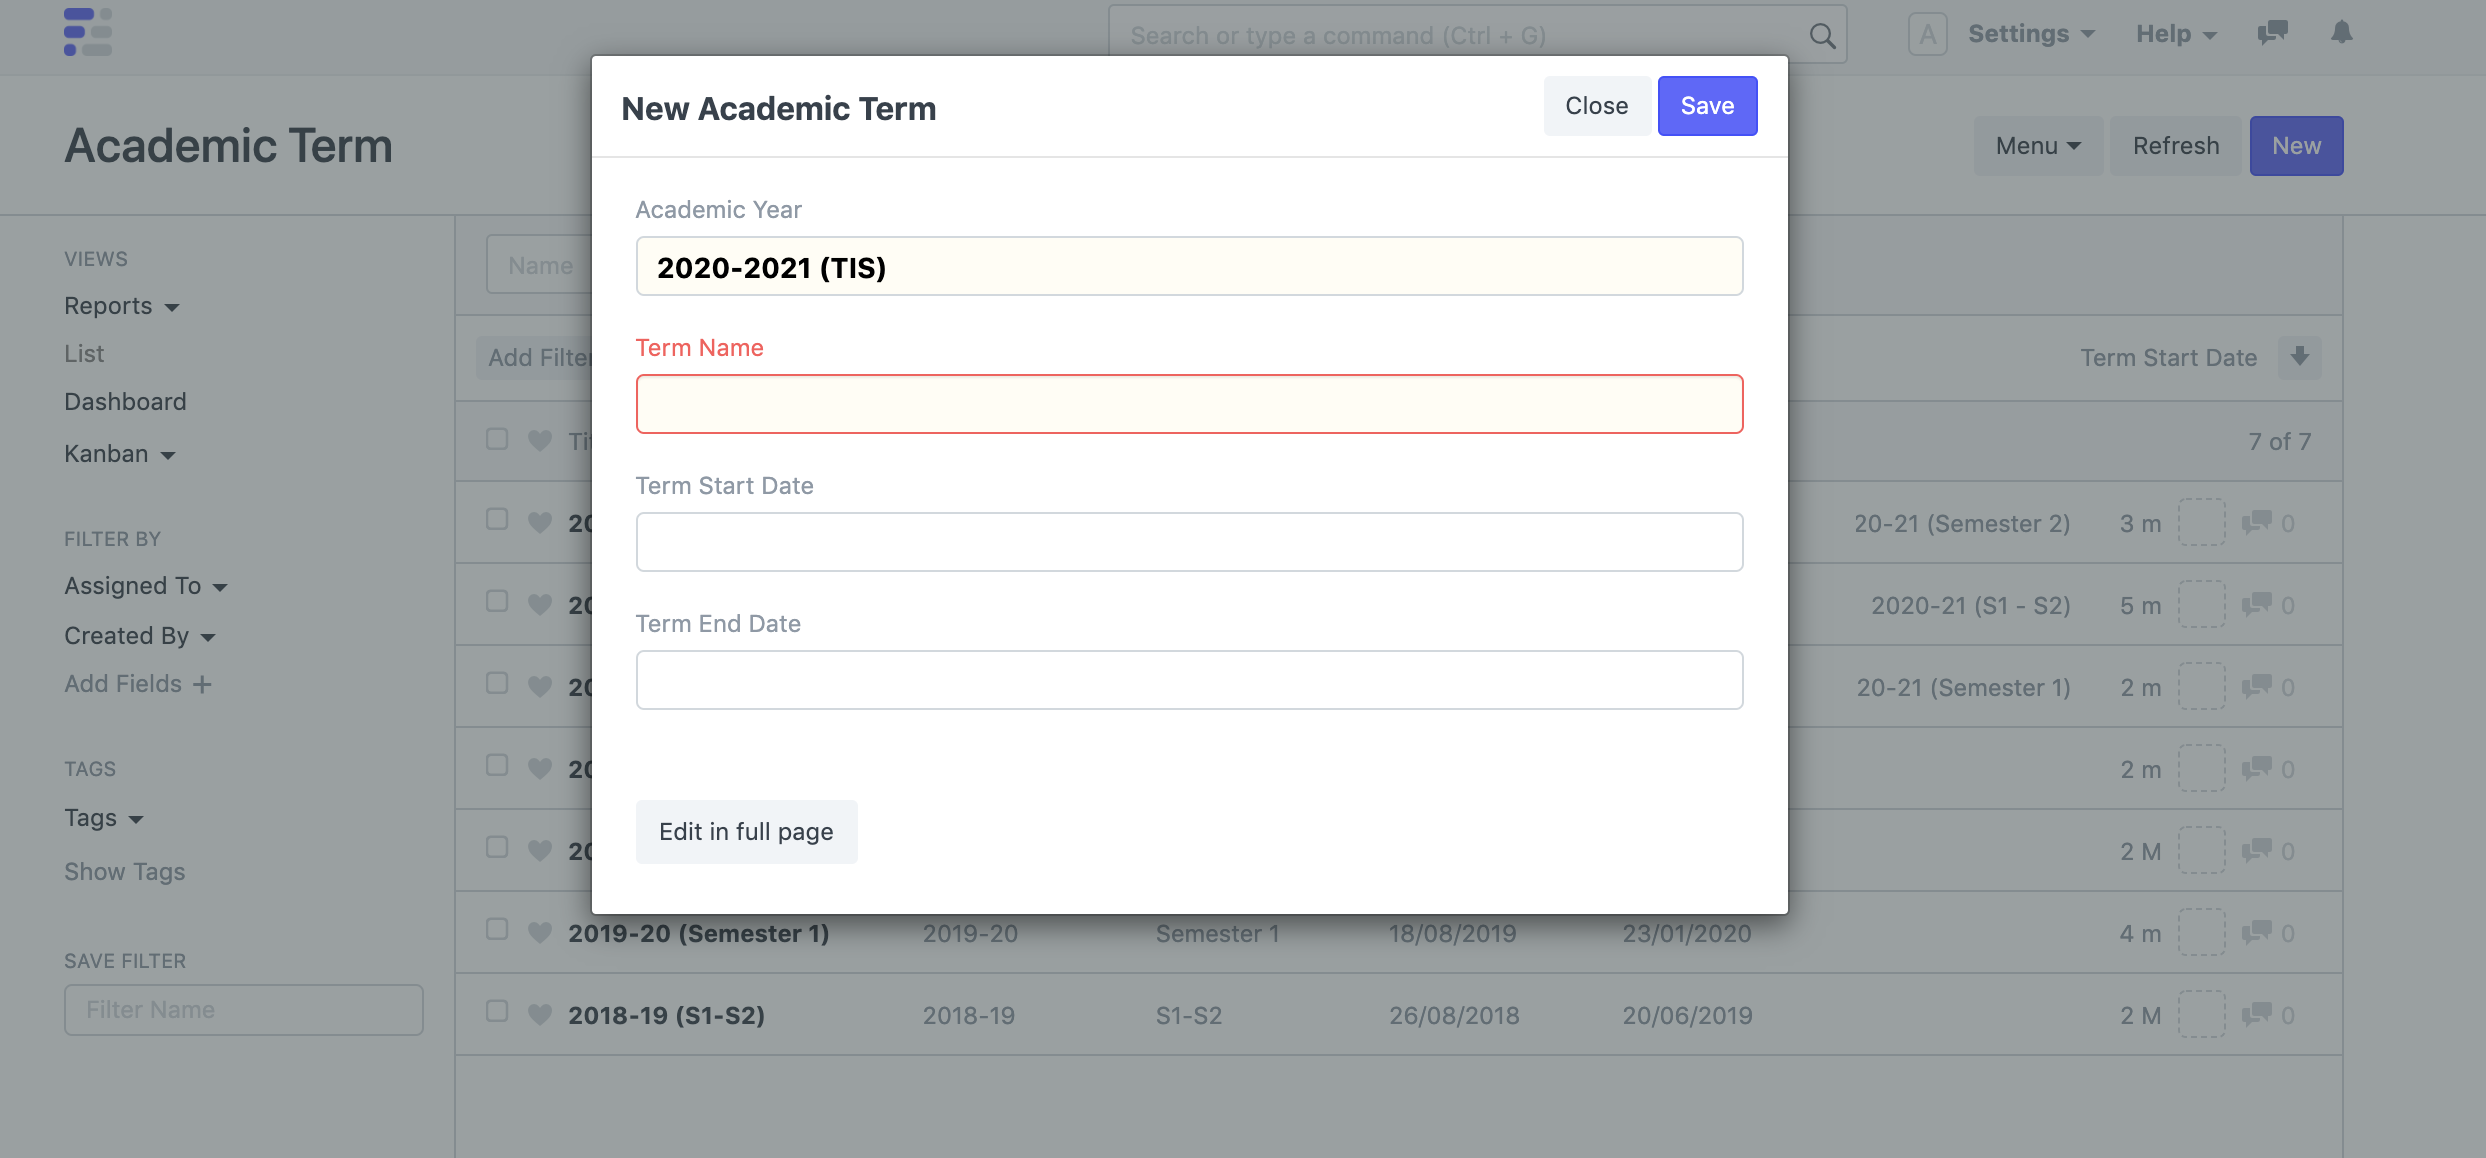 Search or type a command (Ctrl + G)
A
Settings
Help
Academic Term
Menu
Refresh
New
New Academic Term
Close
Save
Academic Year
2020-2021 (TIS)
Term Name
Term Start Date
Term End Date
Edit in full page
VIEWS
Reports
List
Dashboard
Kanban
FILTER BY
Assigned To
Created By
Add Fields
TAGS
Tags
Show Tags
SAVE FILTER
Filter Name
Name
Add Filter
Term Start Date
7 of 7
20-21 (Semester 2) 3 m 0
2020-21 (S1 - S2) 5 m 0
20-21 (Semester 1) 2 m 0
2 m 0
2 M 0
2019-20 (Semester 1) 2019-20 Semester 1 18/08/2019 23/01/2020 4 m 0
2018-19 (S1-S2) 2018-19 S1-S2 26/08/2018 20/06/2019 2 M 0